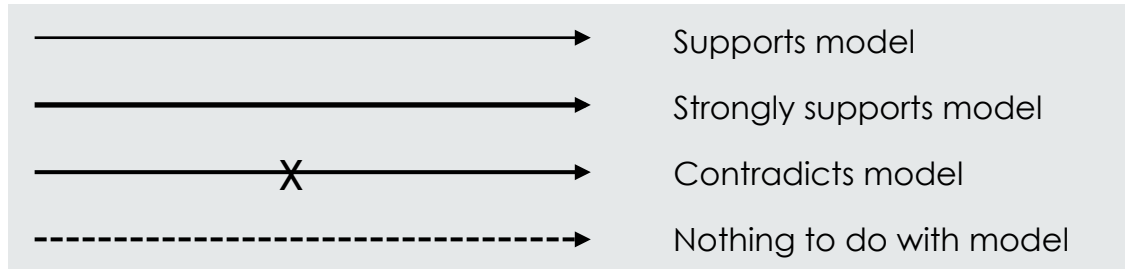 Supports model
Strongly supports model
X Contradicts model
Nothing to do with model